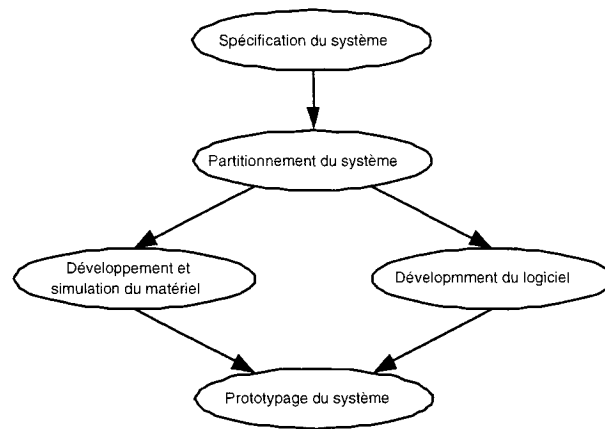 Spécification du système
Partitionnement du système
Développement et
simulation du matériel
Dévelopmment du logiciel
Prototypage du système